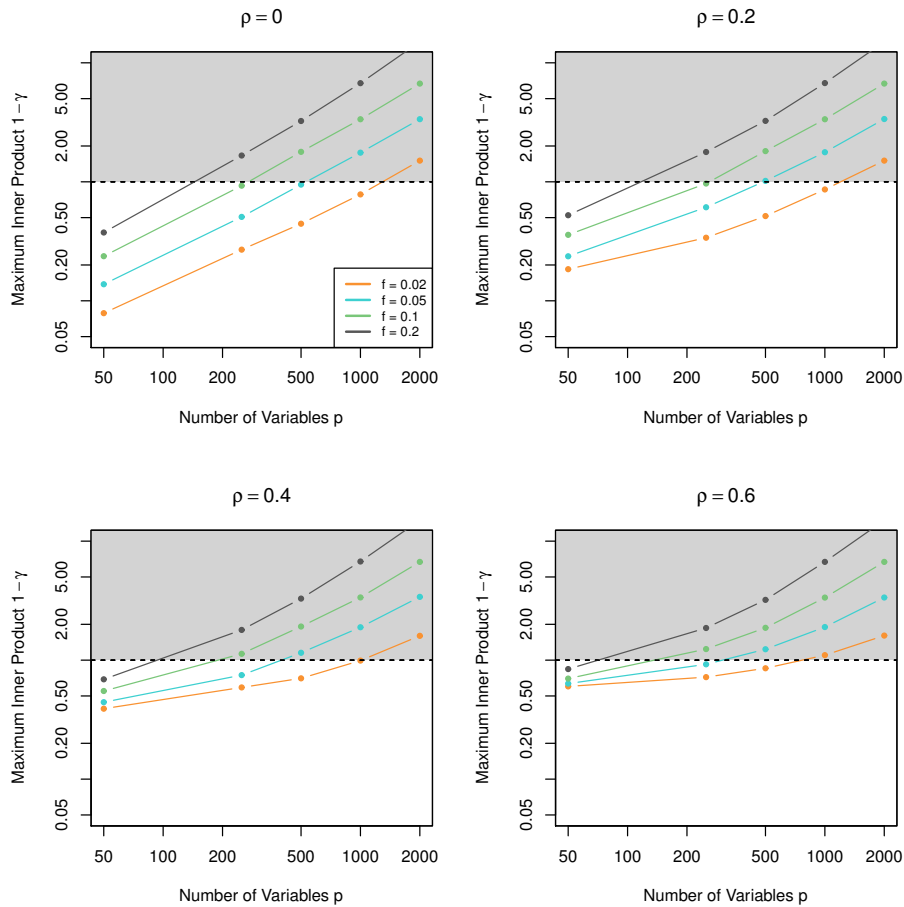 ρ = 0
Maximum Inner Product 1 − γ
0.05 0.20 0.50 2.00 5.00
f = 0.02
f = 0.05
f = 0.1
f = 0.2
50 100 200 500 1000 2000
Number of Variables p
ρ = 0.2
Maximum Inner Product 1 − γ
0.05 0.20 0.50 2.00 5.00
50 100 200 500 1000 2000
Number of Variables p
ρ = 0.4
Maximum Inner Product 1 − γ
0.05 0.20 0.50 2.00 5.00
50 100 200 500 1000 2000
Number of Variables p
ρ = 0.6
Maximum Inner Product 1 − γ
0.05 0.20 0.50 2.00 5.00
50 100 200 500 1000 2000
Number of Variables p